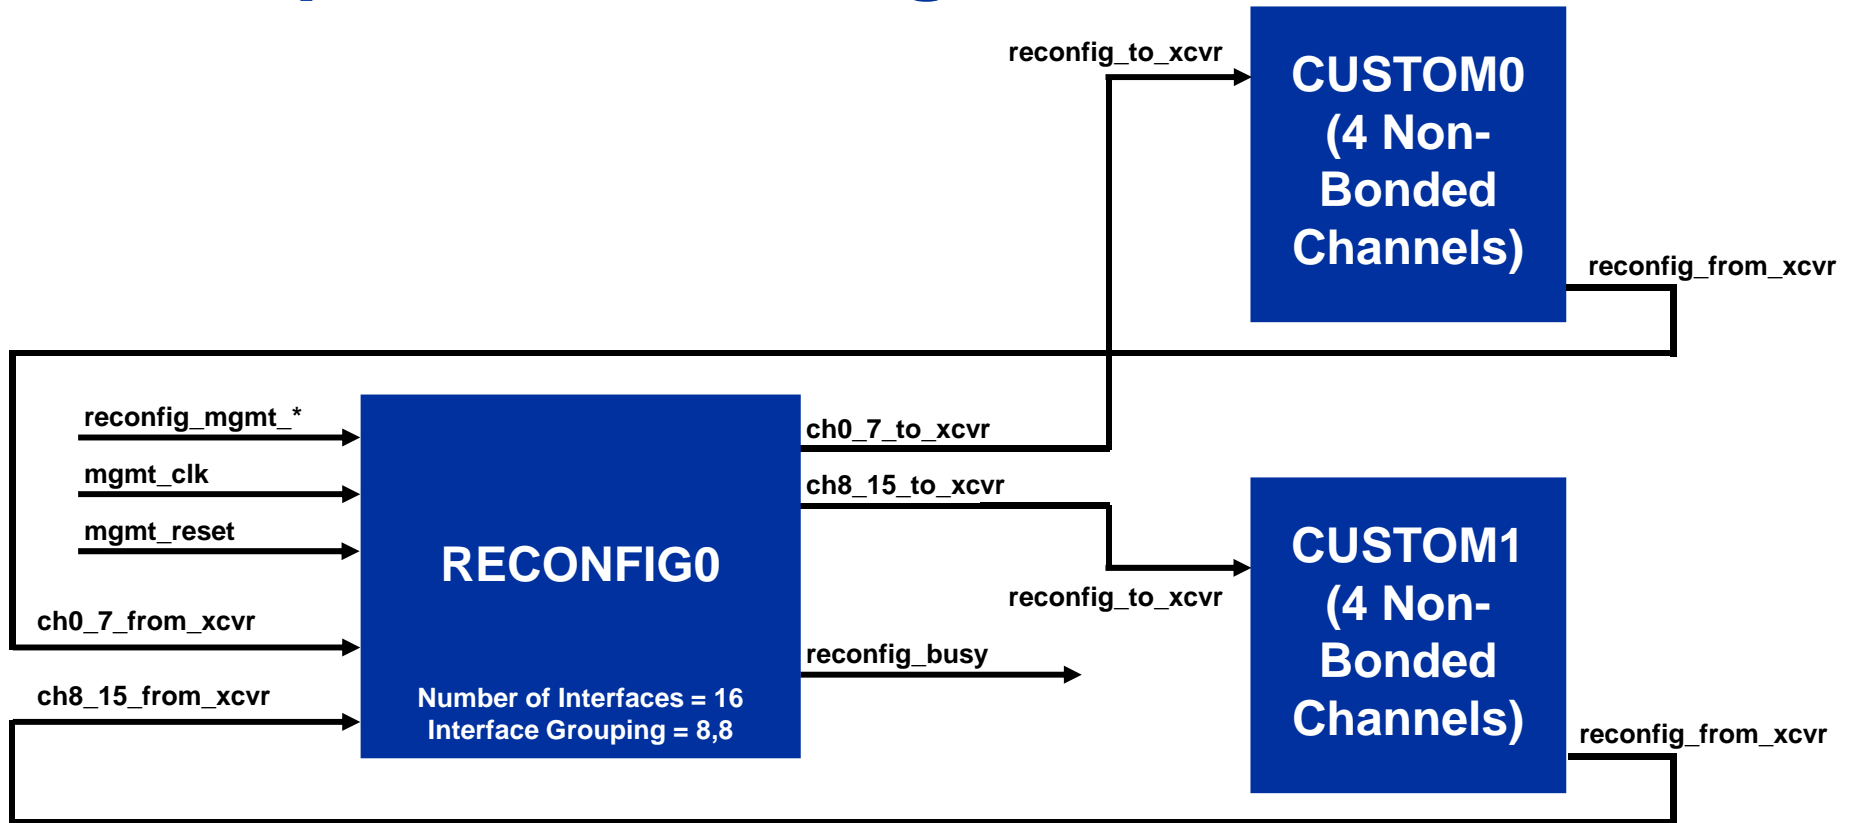 reconfig_to_xcvr
CUSTOM0
(4 Non-
Bonded
Channels)
reconfig_from_xcvr
reconfig_mgmt_*
mgmt_clk
mgmt_reset
ch0_7_from_xcvr
ch8_15_from_xcvr
RECONFIG0
Number of Interfaces = 16
Interface Grouping = 8,8
ch0_7_to_xcvr
ch8_15_to_xcvr
reconfig_busy
reconfig_to_xcvr
CUSTOM1
(4 Non-
Bonded
Channels)
reconfig_from_xcvr